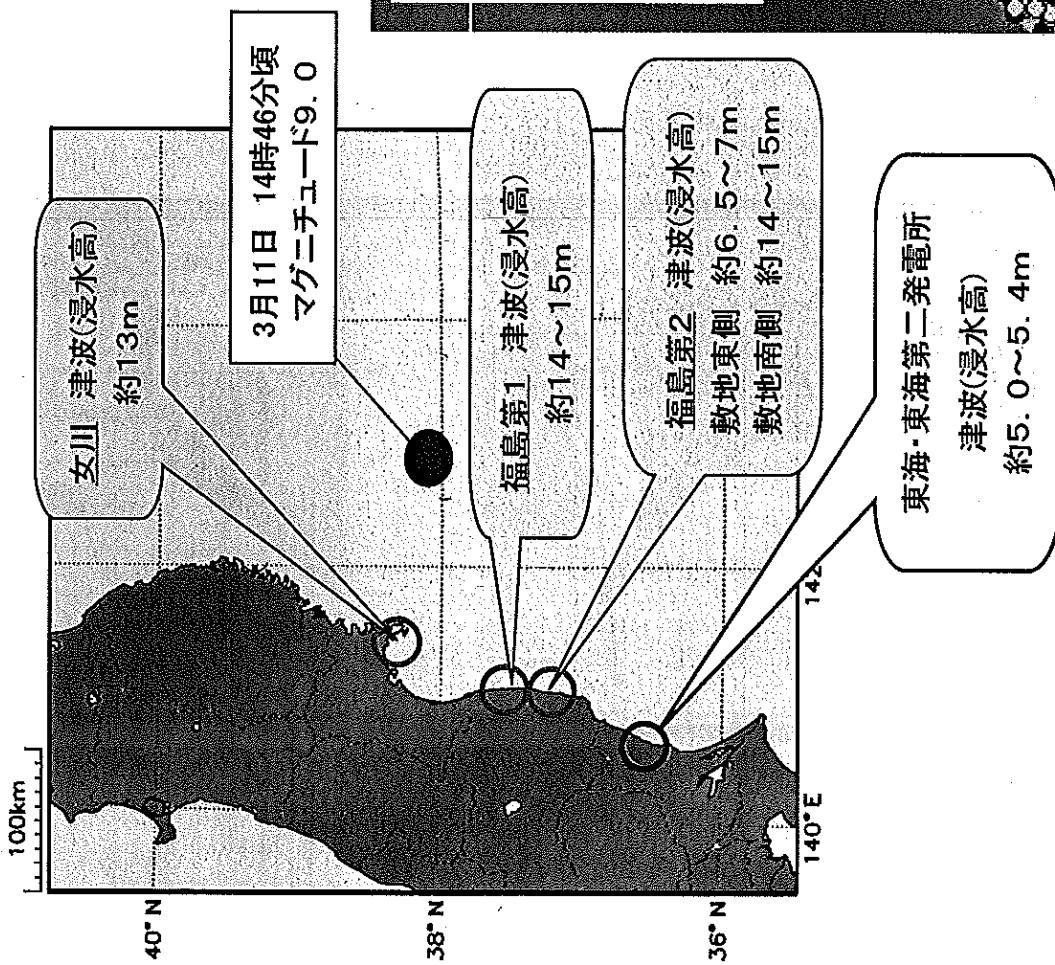 100km
40°N
38°N
36°N
140°E
142
女川 津波(浸水高)
約13m
3月11日 14時46分頃
マグニチュード9.0
福島第1 津波(浸水高)
約14～15m
福島第2 津波(浸水高)
敷地東側 約6.5～7m
敷地南側 約14～15m
東海・東海第二発電所
津波(浸水高)
約5.0～5.4m